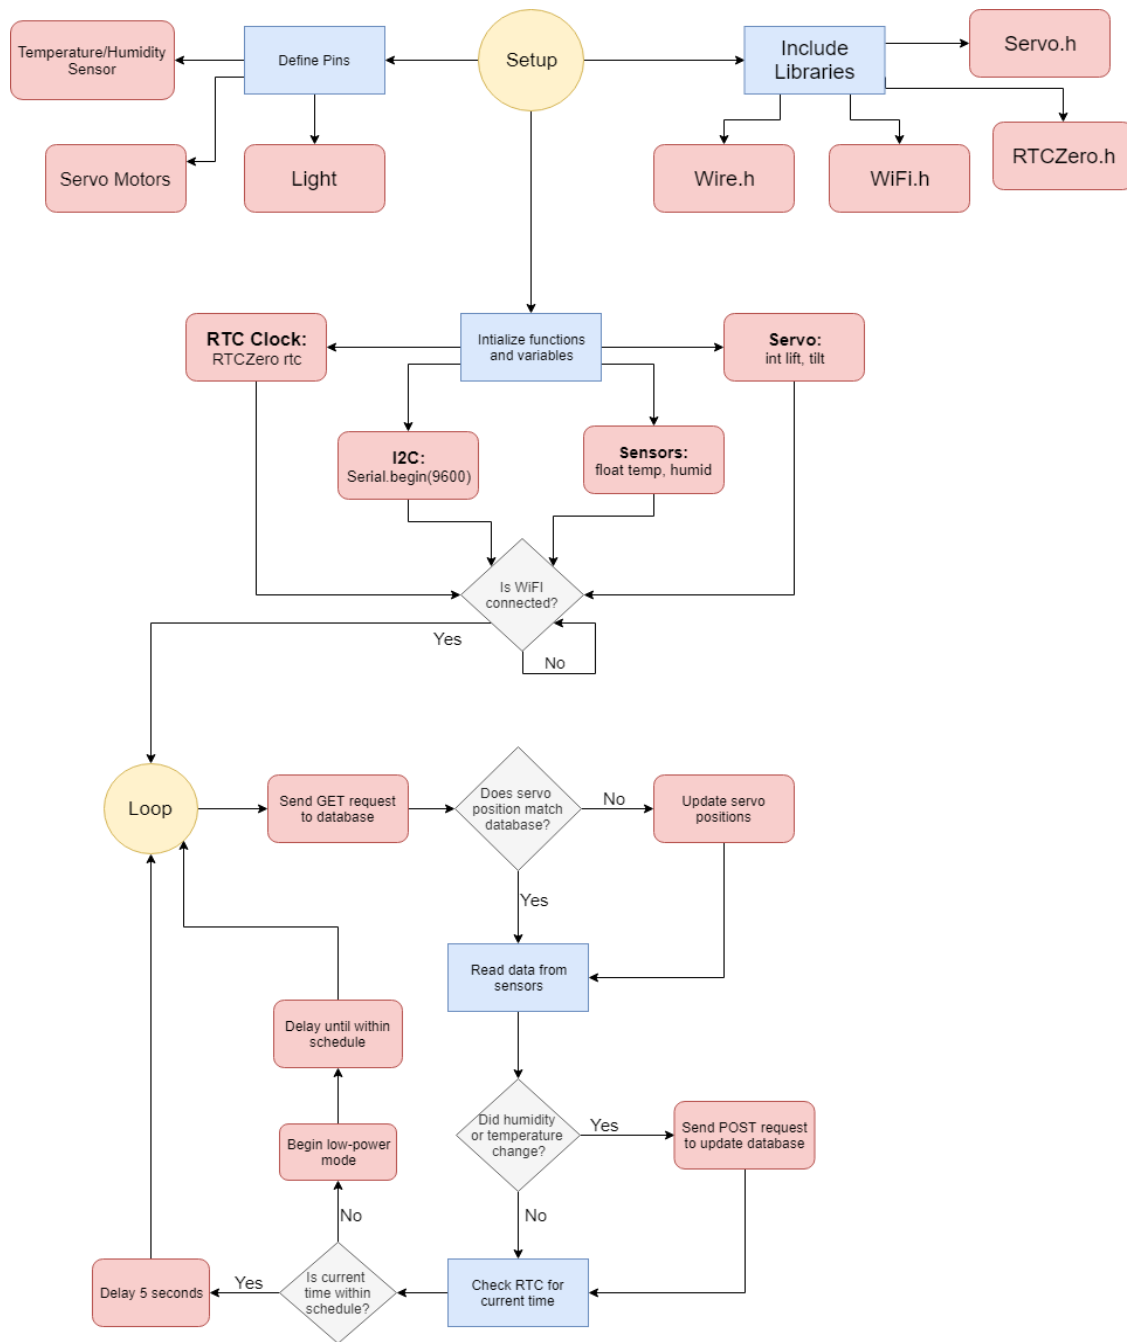 Temperature/Humidity
Sensor
Define Pins
Setup
Include
Libraries
Servo.h
Servo Motors
Light
Wire.h
WiFi.h
RTCZero.h
RTC Clock:
RTCZero rtc
Intialize functions
and variables
Servo:
int lift, tilt
I2C:
Serial.begin(9600)
Sensors:
float temp, humid
Is WiFI
connected?
Yes
No
Loop
Send GET request
to database
Does servo
position match
database?
No
Update servo
positions
Yes
Read data from
sensors
Delay until within
schedule
Did humidity
or temperature
change?
Yes
Send POST request
to update database
Begin low-power
mode
No
No
Delay 5 seconds
Yes
Is current
time within
schedule?
Check RTC for
current time